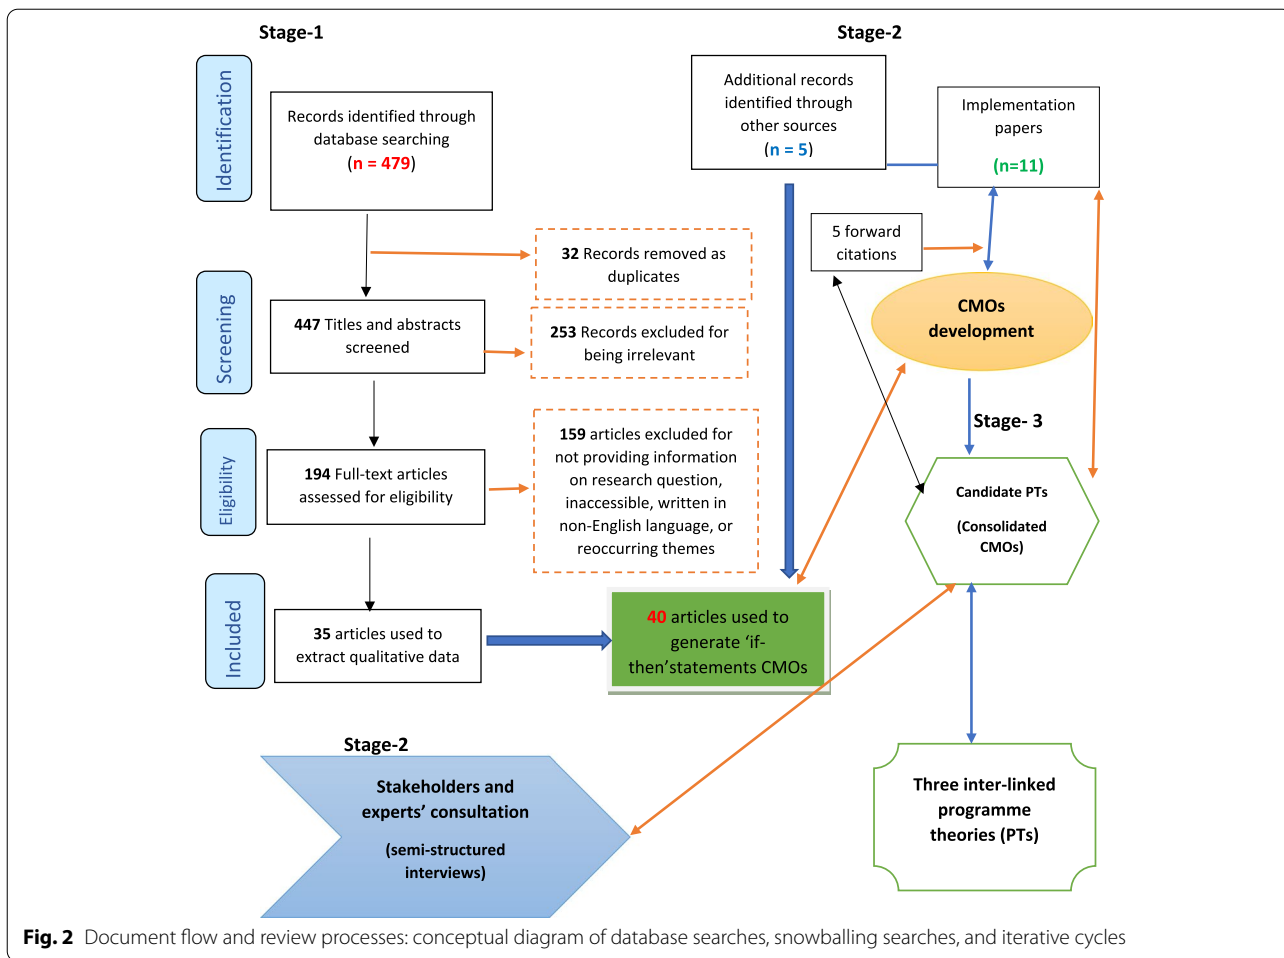 Stage-1
Stage-2
Identification
Records identified through
database searching
(n = 479)
Additional records
identified through
other sources
(n = 5)
Implementation
papers
(n=11)
5 forward
citations
32 Records removed as
duplicates
Screening
447 Titles and abstracts
screened
253 Records excluded for
being irrelevant
CMOs
development
Stage- 3
Eligibility
194 Full-text articles
assessed for eligibility
159 articles excluded for
not providing information
on research question,
inaccessible, written in
non-English language, or
reoccurring themes
Candidate PTs
(Consolidated
CMOs)
Included
35 articles used to
extract qualitative data
40 articles used to
generate ‘if-
then’statements CMOs
Stage-2
Stakeholders and
experts’ consultation
(semi-structured
interviews)
Three inter-linked
programme
theories (PTs)
Fig. 2 Document flow and review processes: conceptual diagram of database searches, snowballing searches, and iterative cycles